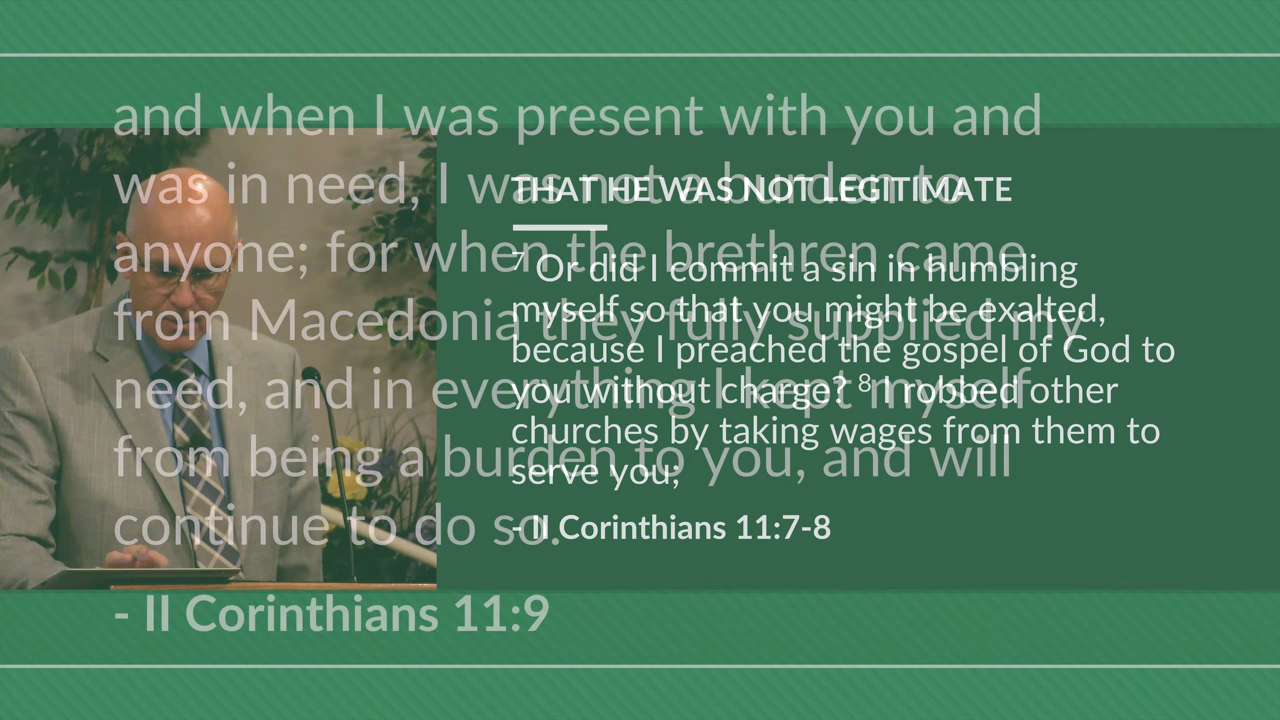 and when I was present with you and
was in need, I was not a burden to
anyone; for when the brethren came
from Macedonia they fully supplied my
need, and in everything I kept myself
from being a burden to you, and will
continue to do so.
- II Corinthians 11:9
THAT HE WAS NOT LEGITIMATE
7 Or did I commit a sin in humbling
myself so that you might be exalted,
because I preached the gospel of God to
you without charge? 8 I robbed other
churches by taking wages from them to
serve you;
- II Corinthians 11:7-8